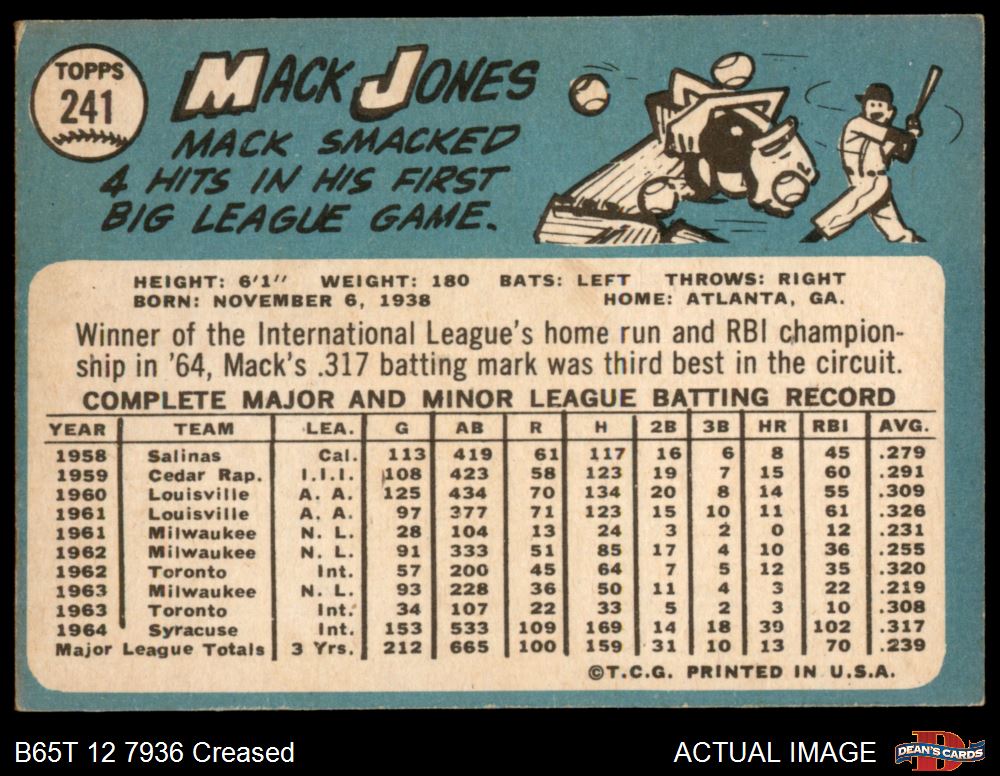 TOPPS
241
MACK JONES
MACK SMACKED
4 HITS IN HIS FIRST
BIG LEAGUE GAME.
HEIGHT: 6'1" WEIGHT: 180 BATS: LEFT THROWS: RIGHT
BORN: NOVEMBER 6, 1938 HOME: ATLANTA, GA.
Winner of the International League's home run and RBI champion-
ship in '64, Mack's .317 batting mark was third best in the circuit.
COMPLETE MAJOR AND MINOR LEAGUE BATTING RECORD
YEAR TEAM LEA. G AB R H 2B 3B HR RBI AVG.
1958 Salinas Cal. 113 419 61 117 16 6 8 45 .279
1959 Cedar Rap. I.I.I. 108 423 58 123 19 7 15 60 .291
1960 Louisville A. A. 125 434 70 134 20 8 14 55 .309
1961 Louisville A. A. 97 377 71 123 15 10 11 61 .326
1961 Milwaukee N. L. 28 104 13 24 3 2 0 12 .231
1962 Milwaukee N. L. 91 333 51 85 17 4 10 36 .255
1962 Toronto Int. 57 200 45 64 7 5 12 35 .320
1963 Milwaukee N. L. 93 228 36 50 11 4 3 22 .219
1963 Toronto Int. 34 107 22 33 5 2 3 10 .308
1964 Syracuse Int. 153 533 109 169 14 18 39 102 .317
Major League Totals 3 Yrs. 212 665 100 159 31 10 13 70 .239
©T.C.G. PRINTED IN U.S.A.
B65T 12 7936 Creased
ACTUAL IMAGE
D
DEAN'S CARDS